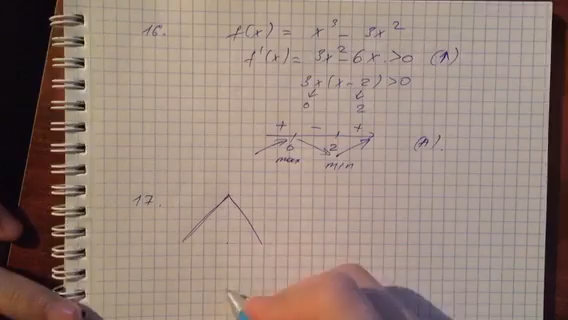 16. f(x) = x³ - 3x²
f'(x) = 3x² - 6x > 0 (↑)
3x(x-2) > 0
0 2
+ - +
0 2 (A).
max min
17.